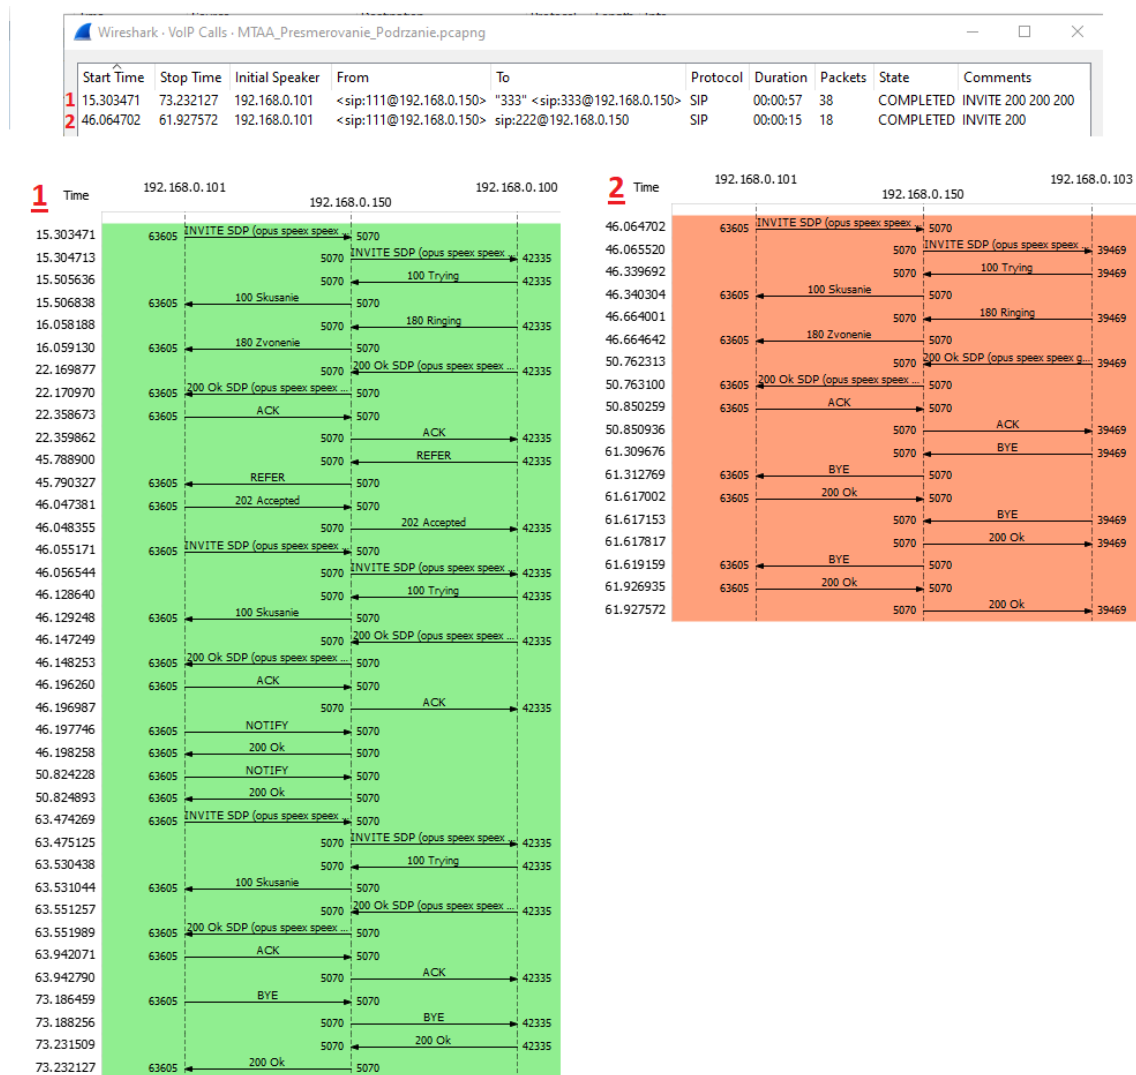 Wireshark · VoIP Calls · MTAA_Presmerovanie_Podrzanie.pcapng
Start Time Stop Time Initial Speaker From To Protocol Duration Packets State Comments
1 15.303471 73.232127 192.168.0.101 <sip:111@192.168.0.150> "333" <sip:333@192.168.0.150> SIP 00:00:57 38 COMPLETED INVITE 200 200 200
2 46.064702 61.927572 192.168.0.101 <sip:111@192.168.0.150> sip:222@192.168.0.150 SIP 00:00:15 18 COMPLETED INVITE 200
1 Time 192.168.0.101 192.168.0.150 192.168.0.100
15.303471 63605 INVITE SDP (opus speex speex ... 5070
15.304713 5070 INVITE SDP (opus speex speex ... 42335
15.505636 5070 100 Trying 42335
15.506838 63605 100 Skusanie 5070
16.058188 5070 180 Ringing 42335
16.059130 63605 180 Zvonenie 5070
22.169877 5070 200 Ok SDP (opus speex speex ... 42335
22.170970 63605 200 Ok SDP (opus speex speex ... 5070
22.358673 63605 ACK 5070
22.359862 5070 ACK 42335
45.788900 5070 REFER 42335
45.790327 63605 REFER 5070
46.047381 63605 202 Accepted 5070
46.048355 5070 202 Accepted 42335
46.055171 63605 INVITE SDP (opus speex speex ... 5070
46.056544 5070 INVITE SDP (opus speex speex ... 42335
46.128640 5070 100 Trying 42335
46.129248 63605 100 Skusanie 5070
46.147249 5070 200 Ok SDP (opus speex speex ... 42335
46.148253 63605 200 Ok SDP (opus speex speex ... 5070
46.196260 63605 ACK 5070
46.196987 5070 ACK 42335
46.197746 63605 NOTIFY 5070
46.198258 63605 200 Ok 5070
50.824228 63605 NOTIFY 5070
50.824893 63605 200 Ok 5070
63.474269 63605 INVITE SDP (opus speex speex ... 5070
63.475125 5070 INVITE SDP (opus speex speex ... 42335
63.530438 5070 100 Trying 42335
63.531044 63605 100 Skusanie 5070
63.551257 5070 200 Ok SDP (opus speex speex ... 42335
63.551989 63605 200 Ok SDP (opus speex speex ... 5070
63.942071 63605 ACK 5070
63.942790 5070 ACK 42335
73.186459 63605 BYE 5070
73.188256 5070 BYE 42335
73.231509 5070 200 Ok 42335
73.232127 63605 200 Ok 5070
2 Time 192.168.0.101 192.168.0.150 192.168.0.103
46.064702 63605 INVITE SDP (opus speex speex ... 5070
46.065520 5070 INVITE SDP (opus speex speex ... 39469
46.339692 5070 100 Trying 39469
46.340304 63605 100 Skusanie 5070
46.664001 5070 180 Ringing 39469
46.664642 63605 180 Zvonenie 5070
50.762313 5070 200 Ok SDP (opus speex speex g... 39469
50.763100 63605 200 Ok SDP (opus speex speex ... 5070
50.850259 63605 ACK 5070
50.850936 5070 ACK 39469
61.309676 5070 BYE 39469
61.312769 63605 BYE 5070
61.617002 63605 200 Ok 5070
61.617153 5070 BYE 39469
61.617817 5070 200 Ok 39469
61.619159 63605 BYE 5070
61.926935 63605 200 Ok 5070
61.927572 5070 200 Ok 39469